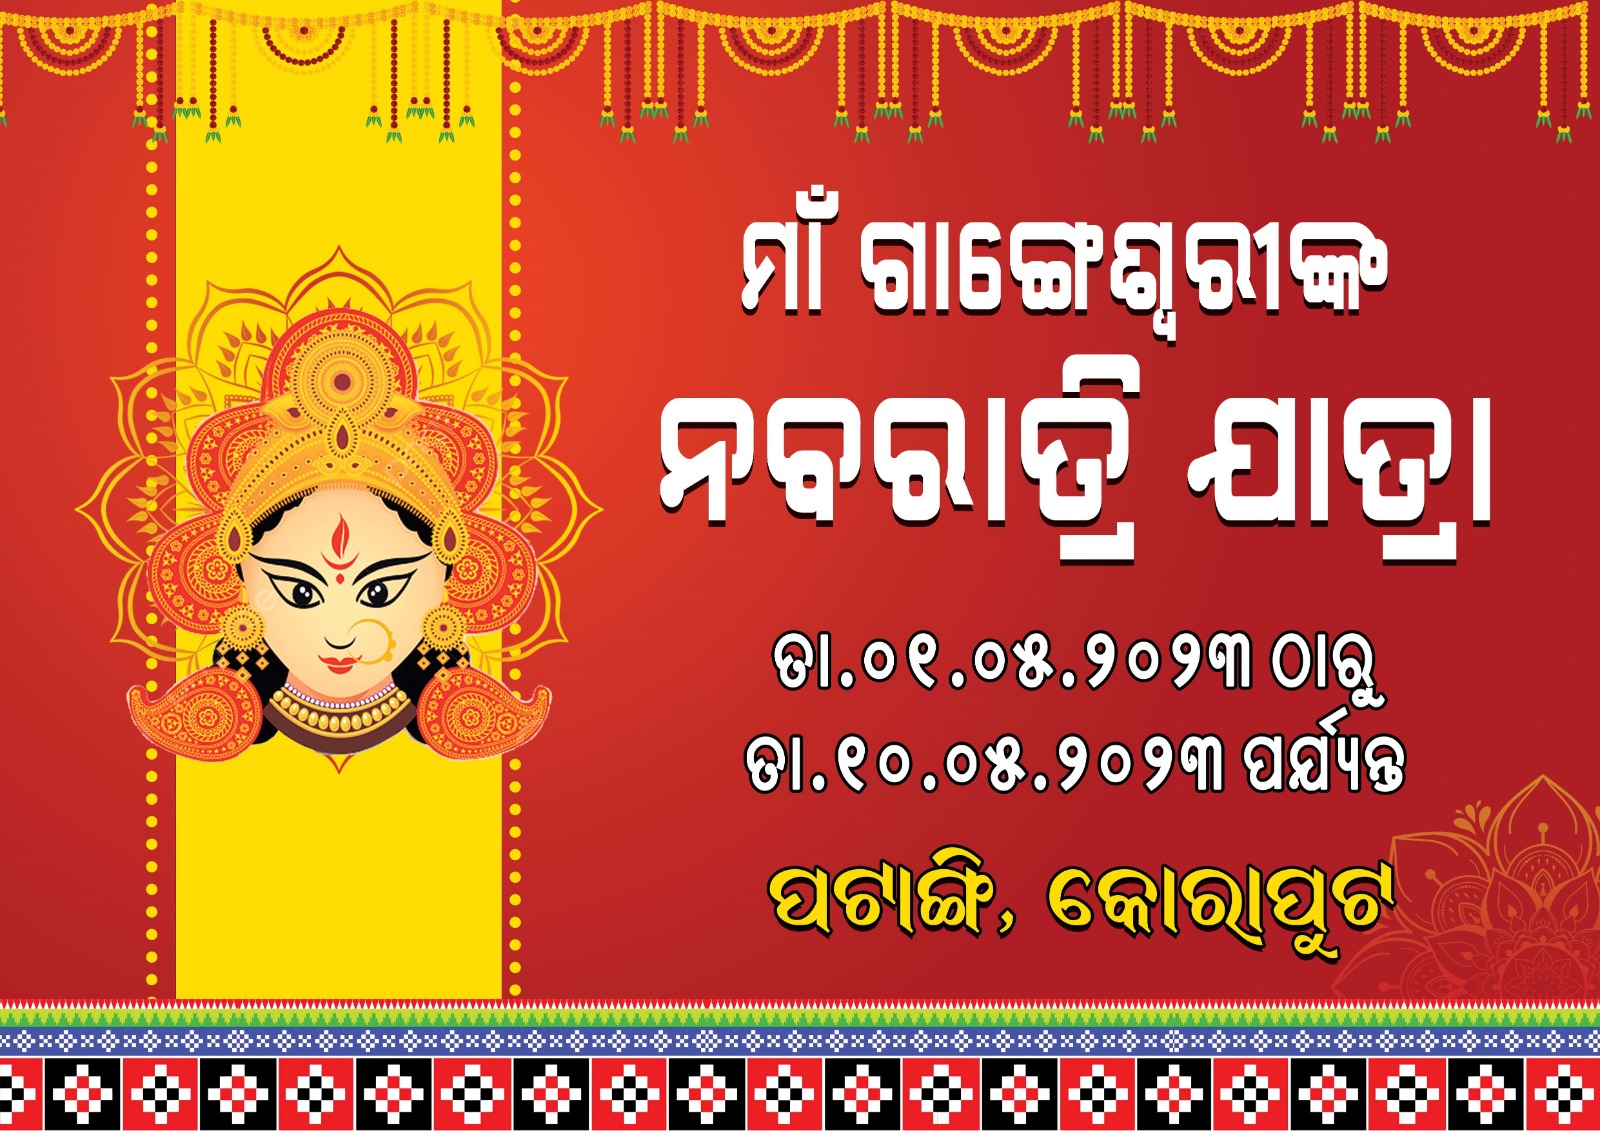 ମାଁ ଗାଙ୍ଗେଶ୍ୱରୀଙ୍କ
ନବରାତ୍ରି ଯାତ୍ରା
ତା.୦୧.୦୫.୨୦୨୩ ଠାରୁ
ତା.୧୦.୦୫.୨୦୨୩ ପର୍ଯ୍ୟନ୍ତ
ପଟାଙ୍ଗି, କୋରାପୁଟ